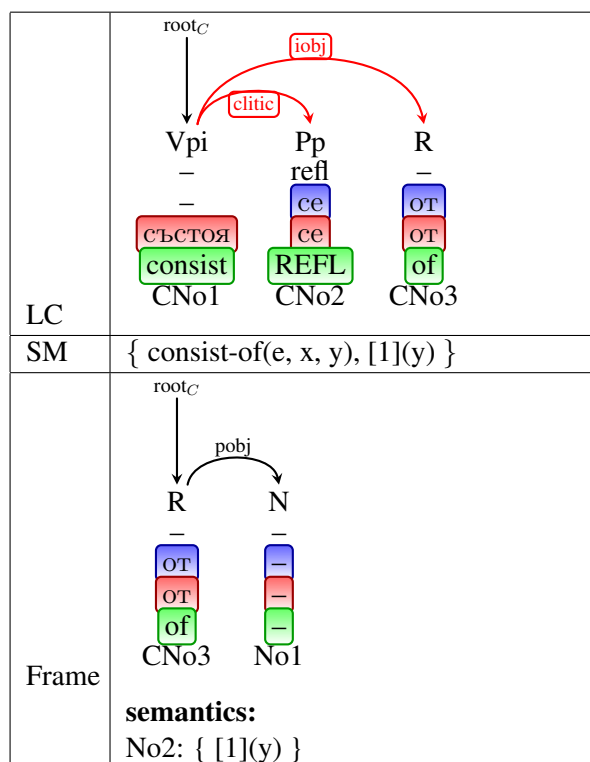 root_C
iobj
clitic
Vpi Pp R
– refl –
– се от
състоя се от
consist REFL of
CNo1 CNo2 CNo3
LC
SM { consist-of(e, x, y), [1](y) }
root_C
pobj
R N
– –
от –
от –
of –
CNo3 No1
Frame
semantics:
No2: { [1](y) }